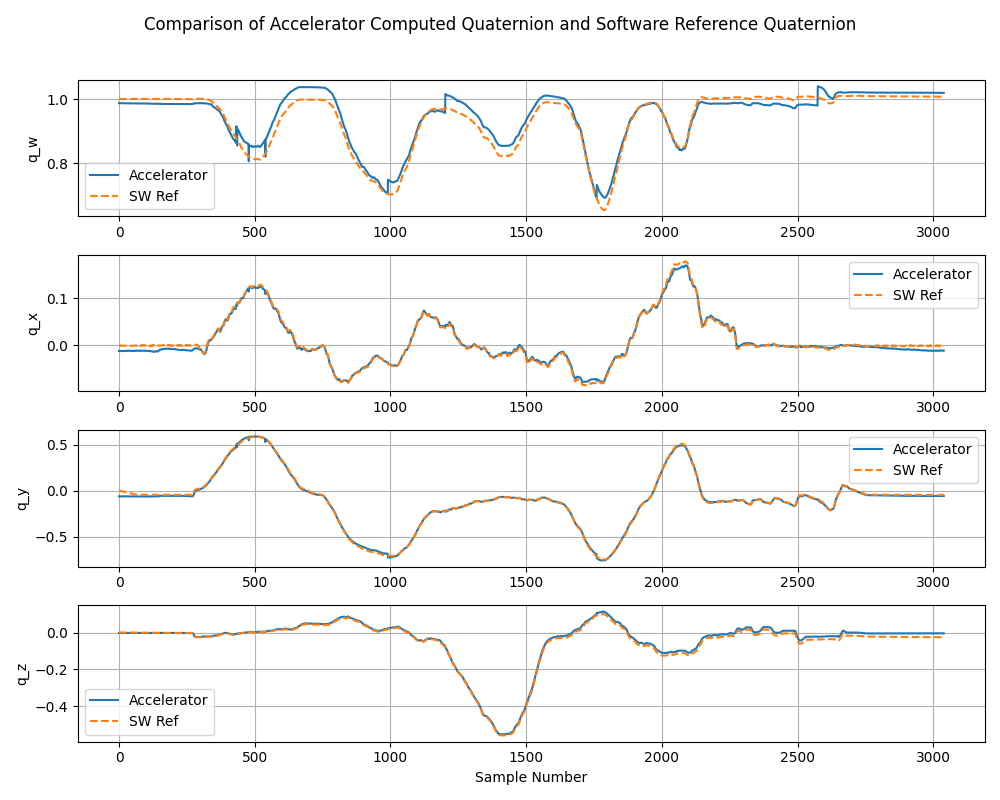 Comparison of Accelerator Computed Quaternion and Software Reference Quaternion
1.0
0.8
q_w
Accelerator
SW Ref
0 500 1000 1500 2000 2500 3000
0.1
0.0
q_x
Accelerator
SW Ref
0 500 1000 1500 2000 2500 3000
0.5
0.0
−0.5
q_y
Accelerator
SW Ref
0 500 1000 1500 2000 2500 3000
0.0
−0.2
−0.4
q_z
Accelerator
SW Ref
0 500 1000 1500 2000 2500 3000
Sample Number